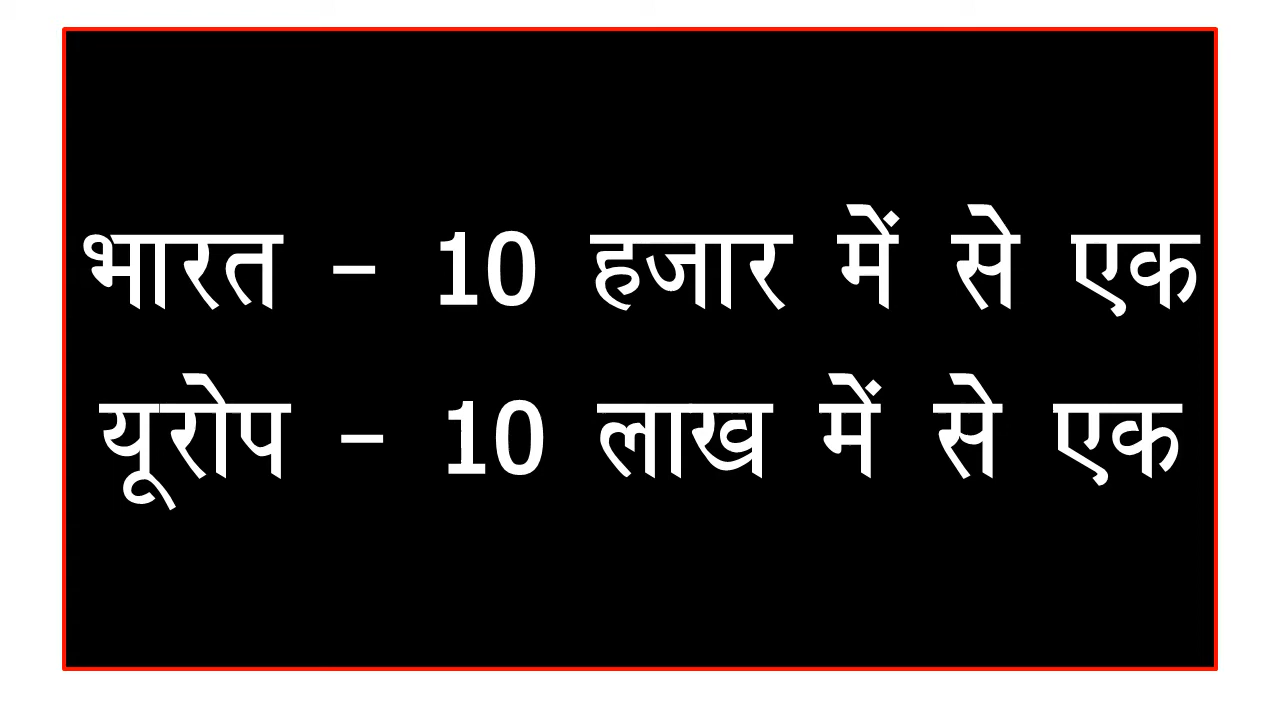 भारत - 10 हजार में से एक
यूरोप - 10 लाख में से एक